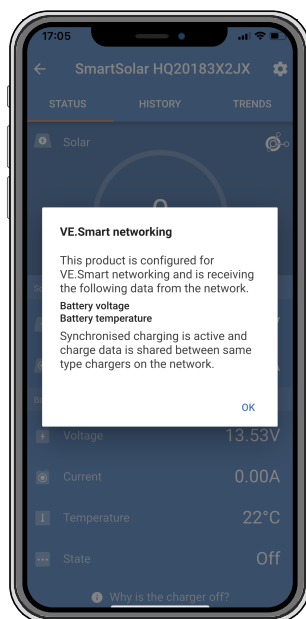 17:05
SmartSolar HQ20183X2JX
STATUS HISTORY TRENDS
Solar
VE.Smart networking
This product is configured for
VE.Smart networking and is receiving
the following data from the network.
Battery voltage
Battery temperature
Synchronised charging is active and
charge data is shared between same
type chargers on the network.
OK
Voltage 13.53V
Current 0.00A
Temperature 22°C
State Off
Why is the charger off?